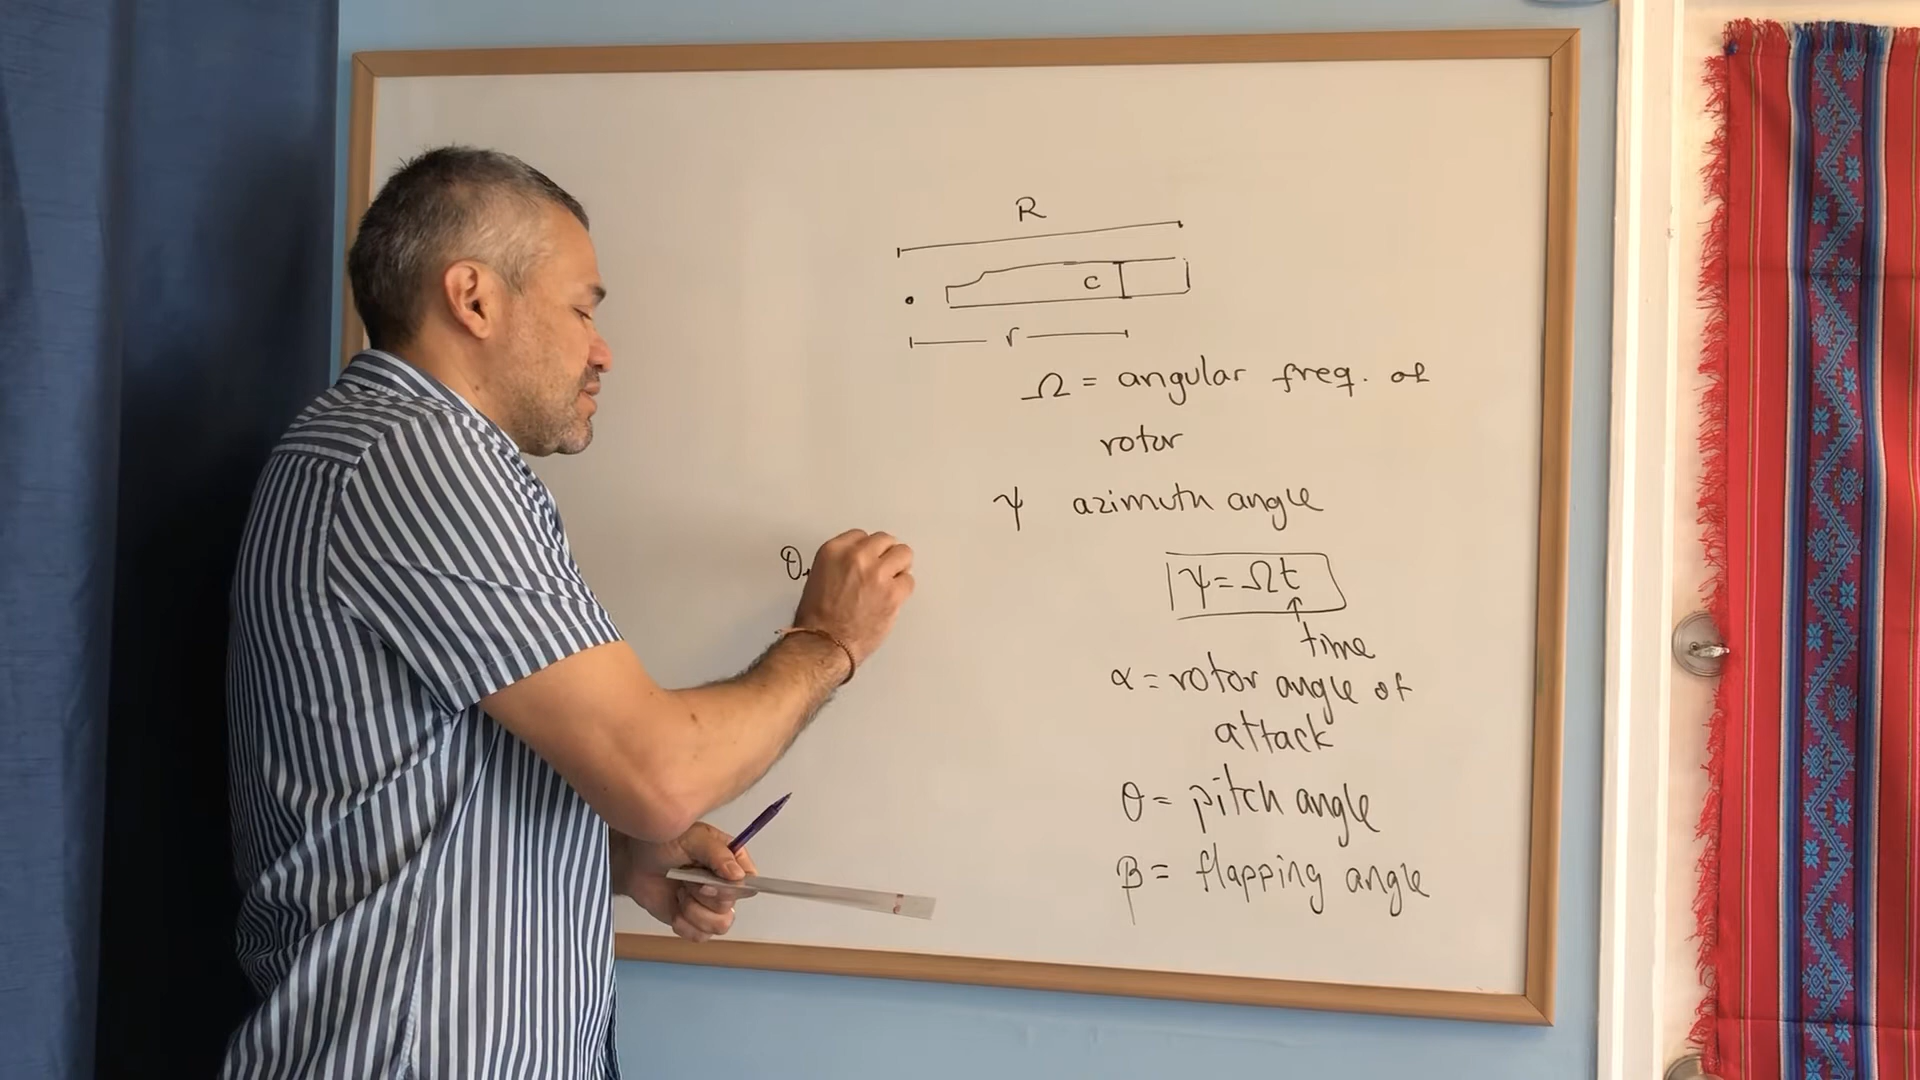 R
c
r
Ω = angular freq. of
rotor
ψ azimuth angle
ψ = Ωt
↑
time
α = rotor angle of
attack
θ = pitch angle
β = flapping angle